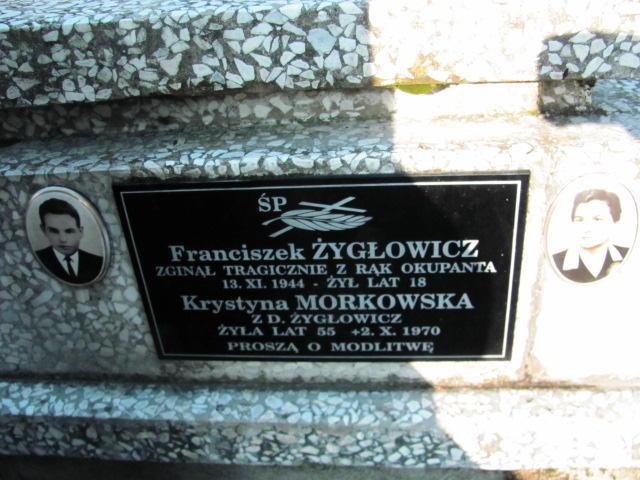 ŚP
Franciszek ŻYGŁOWICZ
ZGINĄŁ TRAGICZNIE Z RĄK OKUPANTA
13. XI. 1944 - ŻYŁ LAT 18
Krystyna MORKOWSKA
Z D. ŻYGŁOWICZ
ŻYŁA LAT 55 +2. X. 1970
PROSZĄ O MODLITWĘ